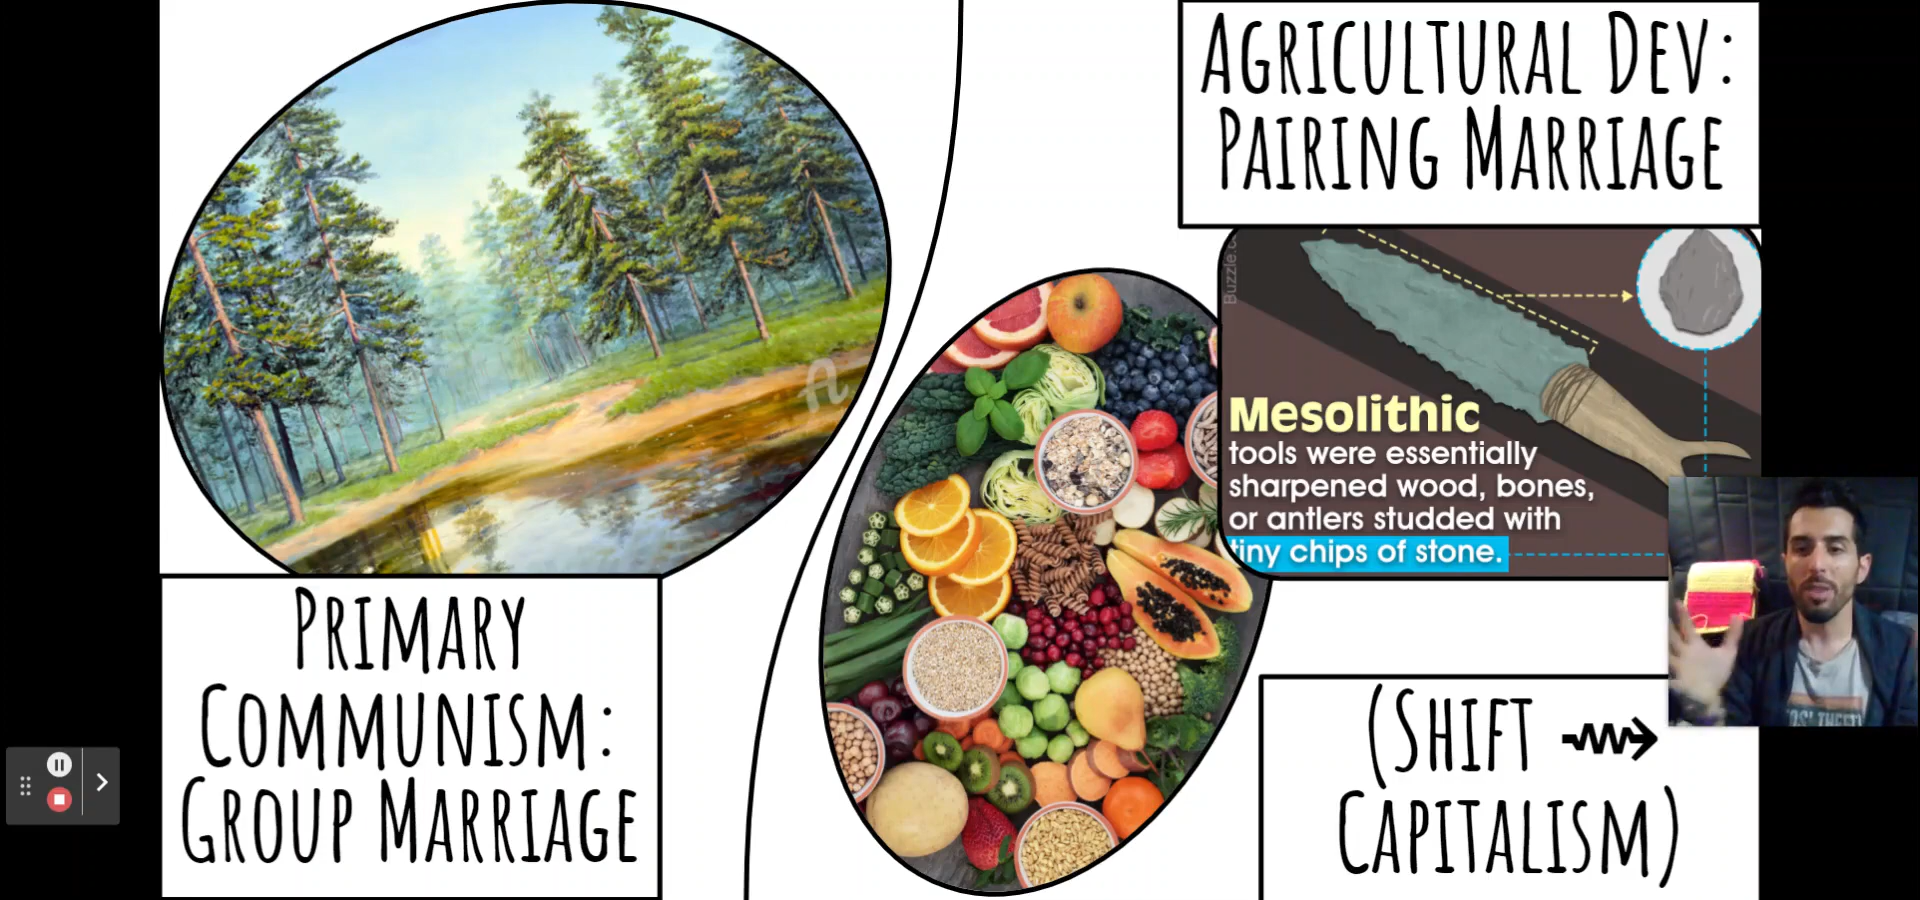 Primary
Communism:
Group Marriage
Agricultural Dev:
Pairing Marriage
Mesolithic
tools were essentially
sharpened wood, bones,
or antlers studded with
tiny chips of stone.
(Shift
Capitalism)